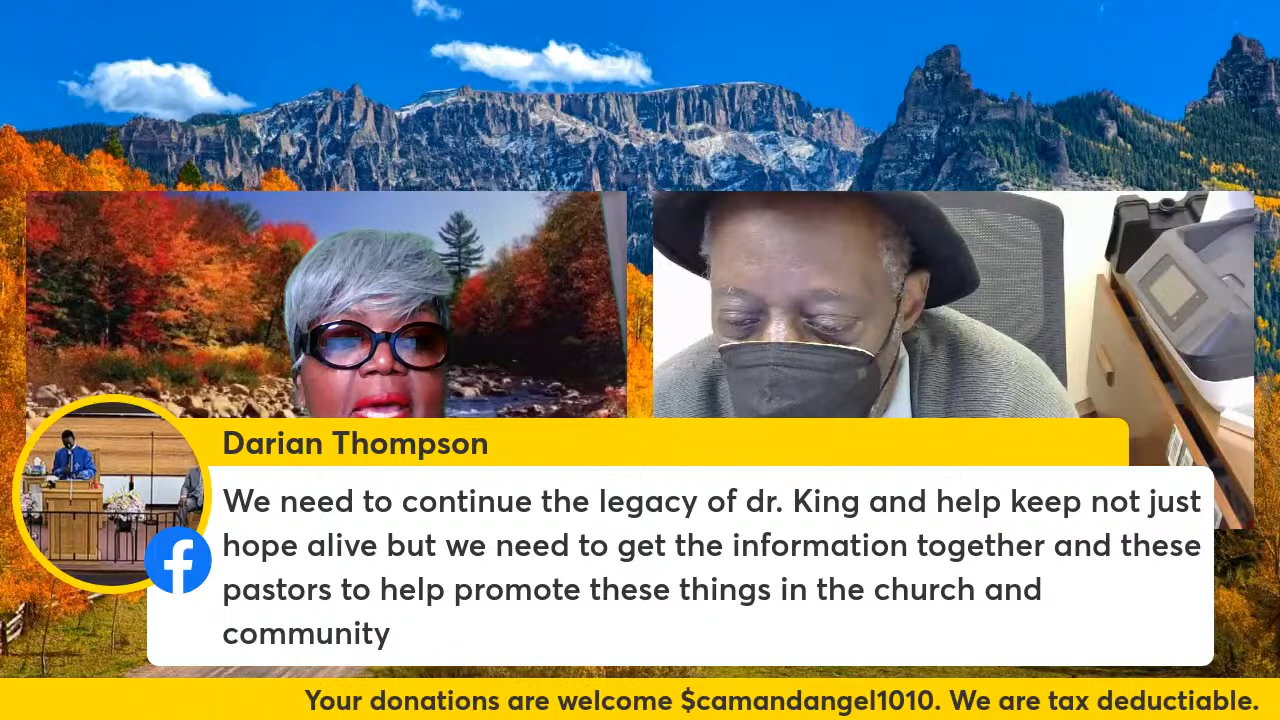 Darian Thompson
We need to continue the legacy of dr. King and help keep not just
hope alive but we need to get the information together and these
pastors to help promote these things in the church and
community
Your donations are welcome $camandangel1010. We are tax deductiable.